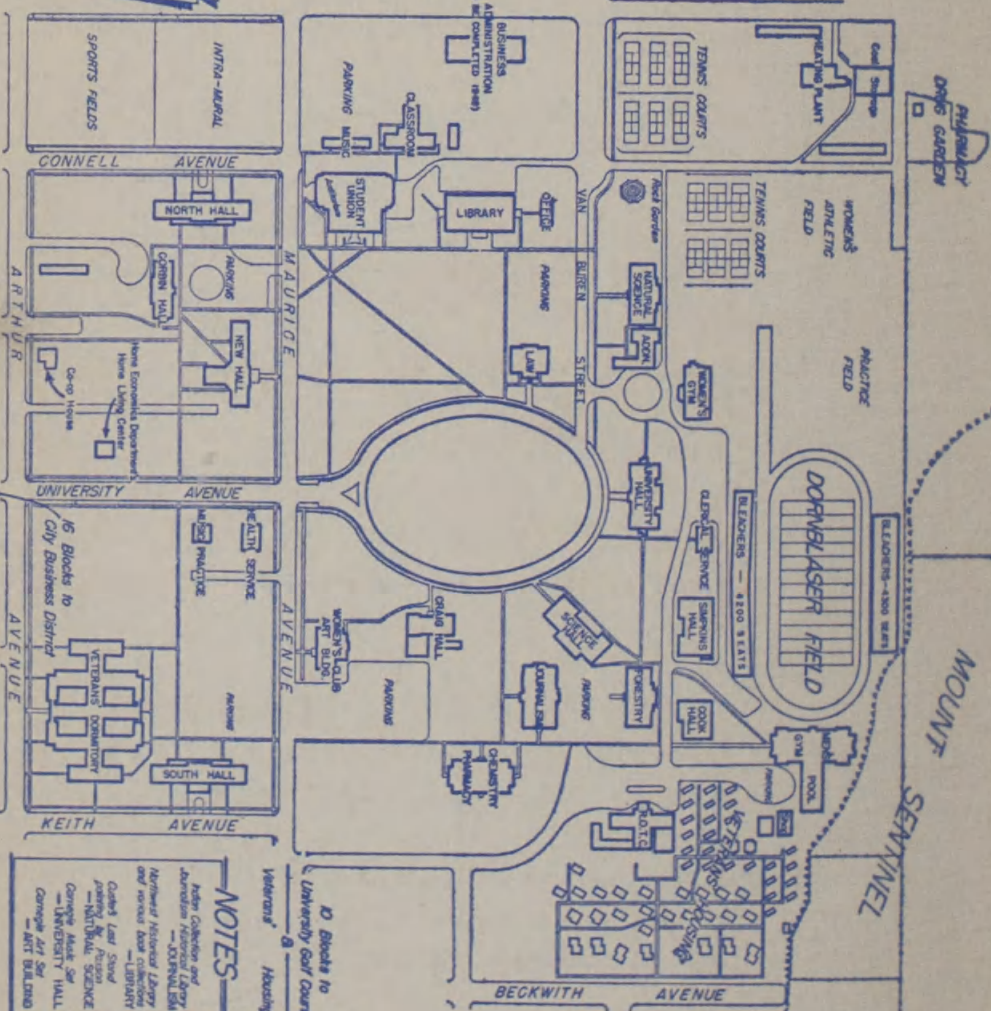 PHARMACY
DRUG GARDEN
Coal Storage
HEATING PLANT
BUSINESS
ADMINISTRATION
TENNIS COURTS
INTRA-MURAL
SPORTS FIELDS
PARKING
CLASSROOM
MUSIC
CONNELL AVENUE
WOMEN'S
ATHLETIC
FIELD
TENNIS COURTS
Rock Garden
VAN BUREN STREET
OFFICE
LIBRARY
STUDENT
UNION
NORTH HALL
CORBIN HALL
PARKING
MAURICE AVENUE
ARTHUR AVENUE
NEW HALL
Home Economics Department
Home Living Center
Co-op House
NATURAL
SCIENCE
ADDN.
PARKING
LAW
WOMEN'S
GYM
PRACTICE
FIELD
UNIVERSITY AVENUE
UNIVERSITY
HALL
CLERICAL SERVICE
BLEACHERS — 4200 SEATS
DORNBLASER FIELD
BLEACHERS-4300 SEATS
MOUNT SENTINEL
16 Blocks to
City Business District
HEALTH SERVICE
MUSIC PRACTICE
CRAIG HALL
WOMEN'S CLUB
ART BLDG.
SCIENCE
HALL
SIMPKINS
HALL
FORESTRY
JOURNALISM
PARKING
PARKING
COOK
HALL
MEN'S
GYM
POOL
PARKING
VETERANS DORMITORY
PARKING
SOUTH HALL
CHEMISTRY
PHARMACY
R.O.T.C.
VETERANS HOUSING
KEITH AVENUE
BECKWITH AVENUE
10 Blocks to
University Golf Course
&
Veterans' Housing
NOTES
Indian Collection and
Journalism Historical Library
—JOURNALISM
Northwest Historical Library
and various book collections
—LIBRARY
Custer's Last Stand
painting by Paxson
—NATURAL SCIENCE
Carnegie Music Set
—UNIVERSITY HALL
Carnegie Art Set
—ART BUILDING